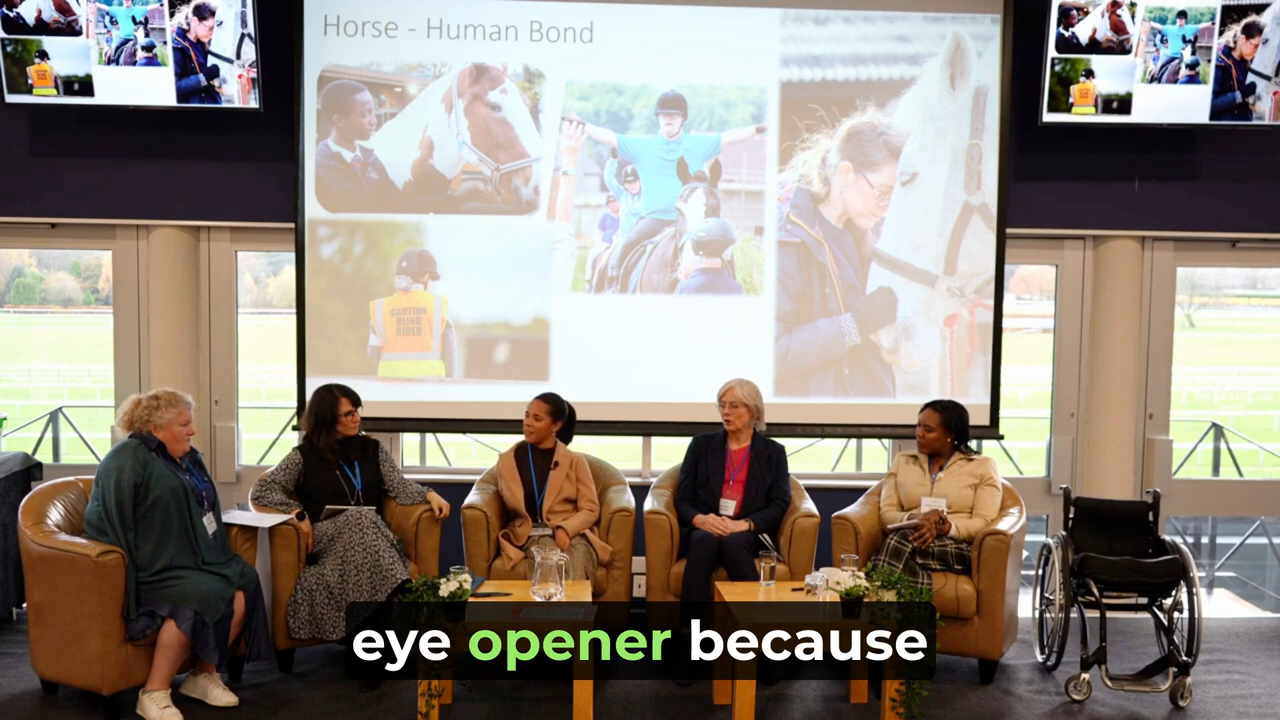 Horse - Human Bond
CAUTION
BLIND
RIDER
eye opener because